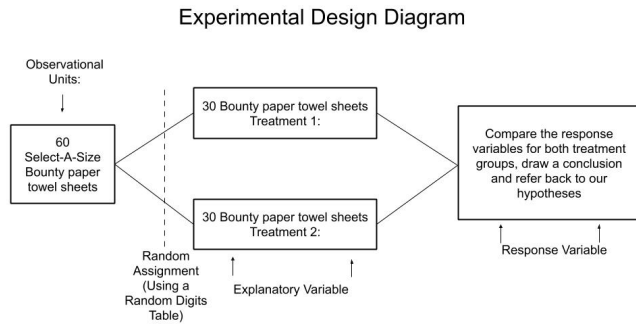 Experimental Design Diagram
Observational
Units:
60
Select-A-Size
Bounty paper
towel sheets
30 Bounty paper towel sheets
Treatment 1:
30 Bounty paper towel sheets
Treatment 2:
Random
Assignment
(Using a
Random Digits
Table)
Explanatory Variable
Compare the response
variables for both treatment
groups, draw a conclusion
and refer back to our
hypotheses
Response Variable